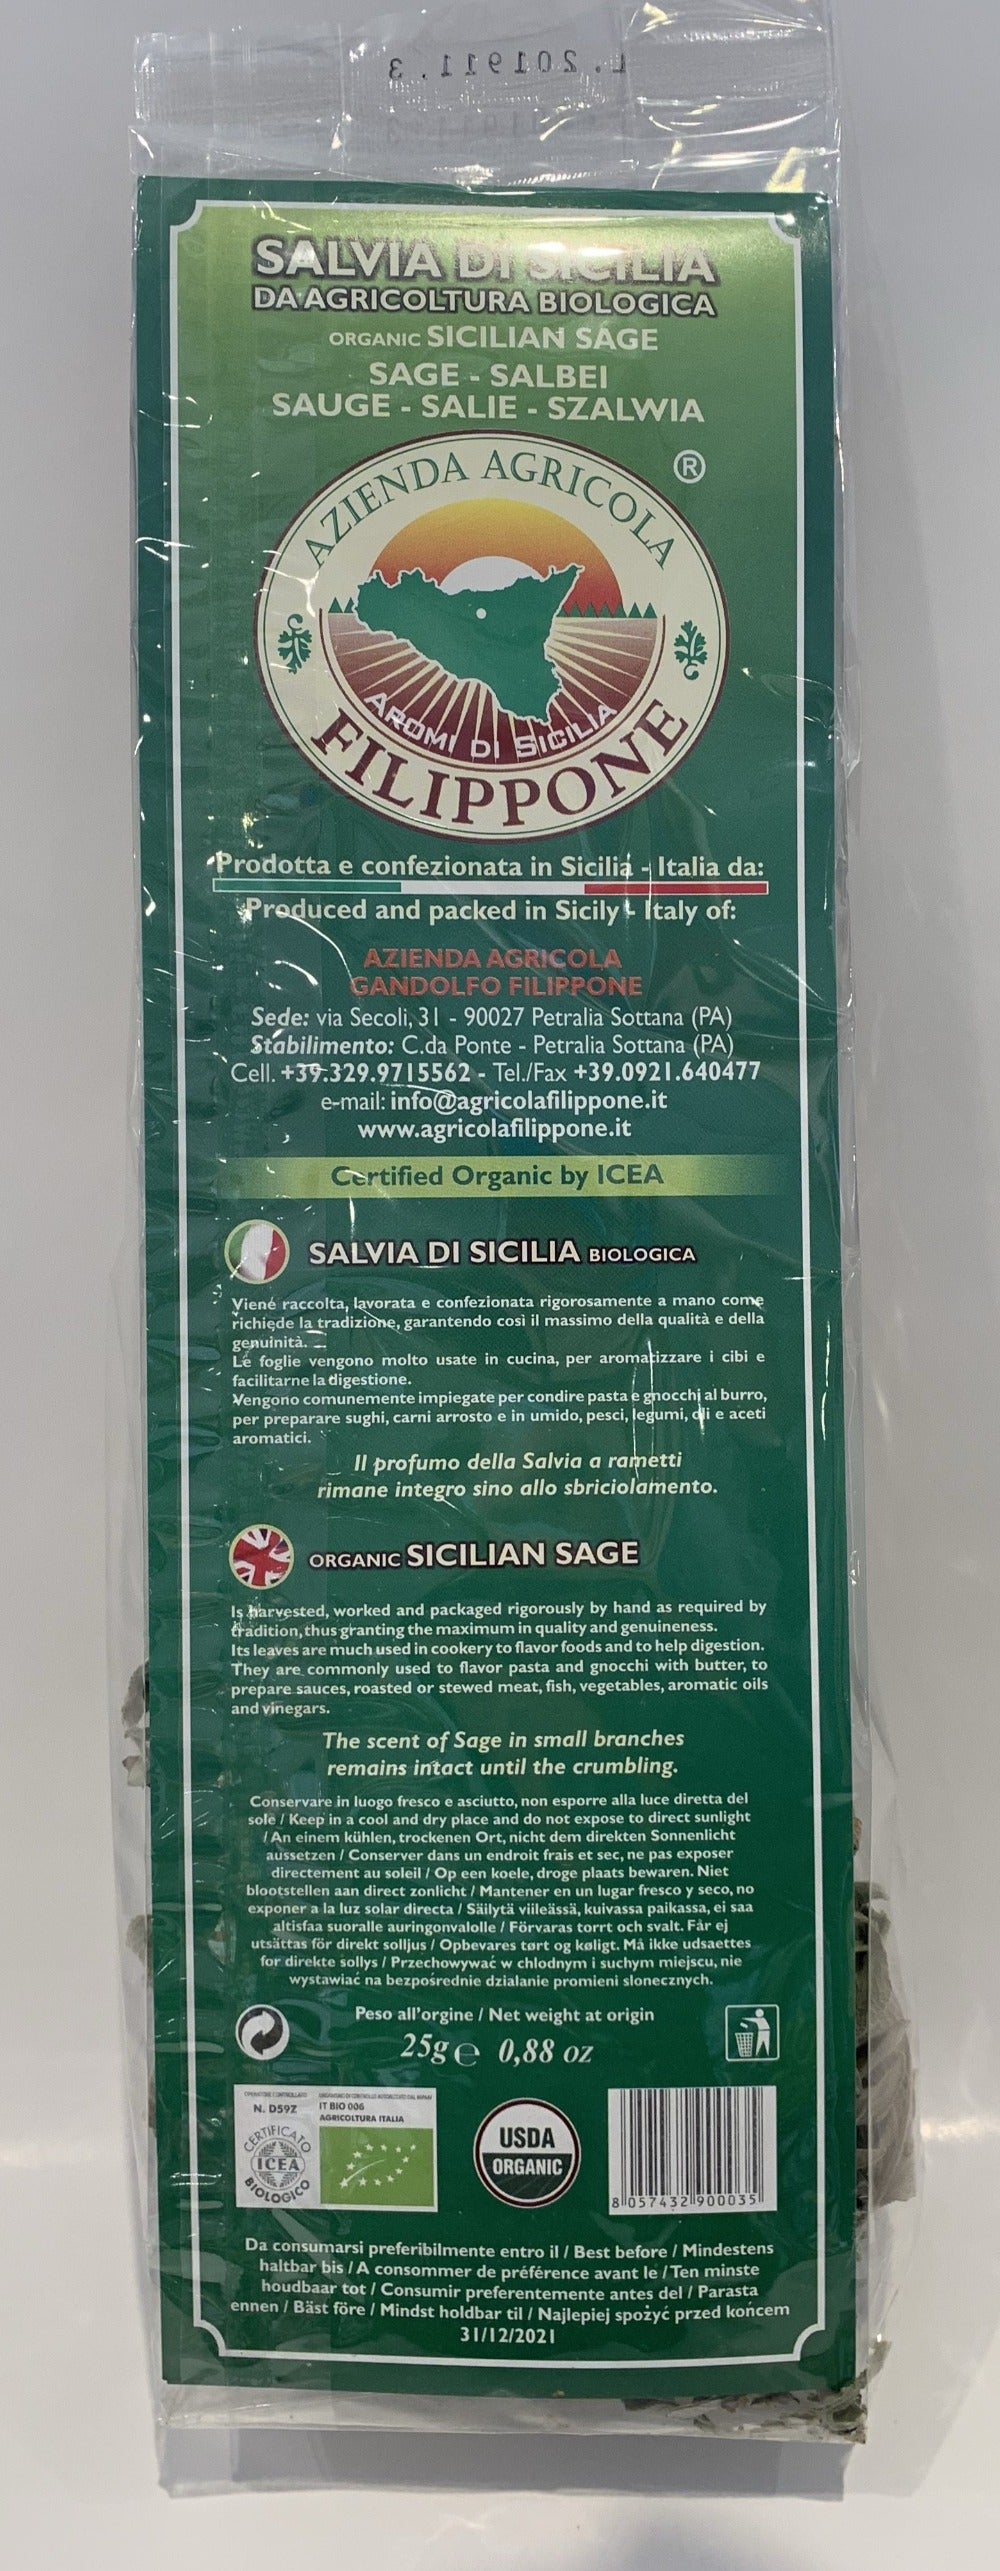 L. 201911.3
SALVIA DI SICILIA
DA AGRICOLTURA BIOLOGICA
ORGANIC SICILIAN SAGE
SAGE - SALBEI
SAUGE - SALIE - SZALWIA
AZIENDA AGRICOLA
®
AROMI DI SICILIA
FILIPPONE
Prodotta e confezionata in Sicilia - Italia da:
Produced and packed in Sicily - Italy of:
AZIENDA AGRICOLA
GANDOLFO FILIPPONE
Sede: via Secoli, 31 - 90027 Petralia Sottana (PA)
Stabilimento: C.da Ponte - Petralia Sottana (PA)
Cell. +39.329.9715562 - Tel./Fax +39.0921.640477
e-mail: info@agricolafilippone.it
www.agricolafilippone.it
Certified Organic by ICEA
SALVIA DI SICILIA BIOLOGICA
Viene raccolta, lavorata e confezionata rigorosamente a mano come
richiede la tradizione, garantendo così il massimo della qualità e della
genuinità.
Le foglie vengono molto usate in cucina, per aromatizzare i cibi e
facilitarne la digestione.
Vengono comunemente impiegate per condire pasta e gnocchi al burro,
per preparare sughi, carni arrosto e in umido, pesci, legumi, oli e aceti
aromatici.
Il profumo della Salvia a rametti
rimane integro sino allo sbriciolamento.
ORGANIC SICILIAN SAGE
Is harvested, worked and packaged rigorously by hand as required by
tradition, thus granting the maximum in quality and genuineness.
Its leaves are much used in cookery to flavor foods and to help digestion.
They are commonly used to flavor pasta and gnocchi with butter, to
prepare sauces, roasted or stewed meat, fish, vegetables, aromatic oils
and vinegars.
The scent of Sage in small branches
remains intact until the crumbling.
Conservare in luogo fresco e asciutto, non esporre alla luce diretta del
sole / Keep in a cool and dry place and do not expose to direct sunlight
/ An einem kühlen, trockenen Ort, nicht dem direkten Sonnenlicht
aussetzen / Conserver dans un endroit frais et sec, ne pas exposer
directement au soleil / Op een koele, droge plaats bewaren. Niet
blootstellen aan direct zonlicht / Mantener en un lugar fresco y seco, no
exponer a la luz solar directa / Säilytä viileässä, kuivassa paikassa, ei saa
altisfaa suoralle auringonvalolle / Förvaras torrt och svalt. Får ej
utsättas för direkt solljus / Opbevares tørt og køligt. Må ikke udsaettes
for direkte sollys / Przechowywać w chlodnym i suchym miejscu, nie
wystawiać na bezpośrednie dzialanie promieni slonecznych.
Peso all'orgine / Net weight at origin
25g e 0,88 oz
OPERATORE CONTROLLATO
N. D59Z
CERTIFICATO
ICEA
BIOLOGICO
ORGANISMO DI CONTROLLO AUTORIZZATO DAL MIPAAF
IT BIO 006
AGRICOLTURA ITALIA
USDA
ORGANIC
8 057432 900035
Da consumarsi preferibilmente entro il / Best before / Mindestens
haltbar bis / A consommer de préférence avant le / Ten minste
houdbaar tot / Consumir preferentemente antes del / Parasta
ennen / Bäst före / Mindst holdbar til / Najlepiej spożyć przed końcem
31/12/2021